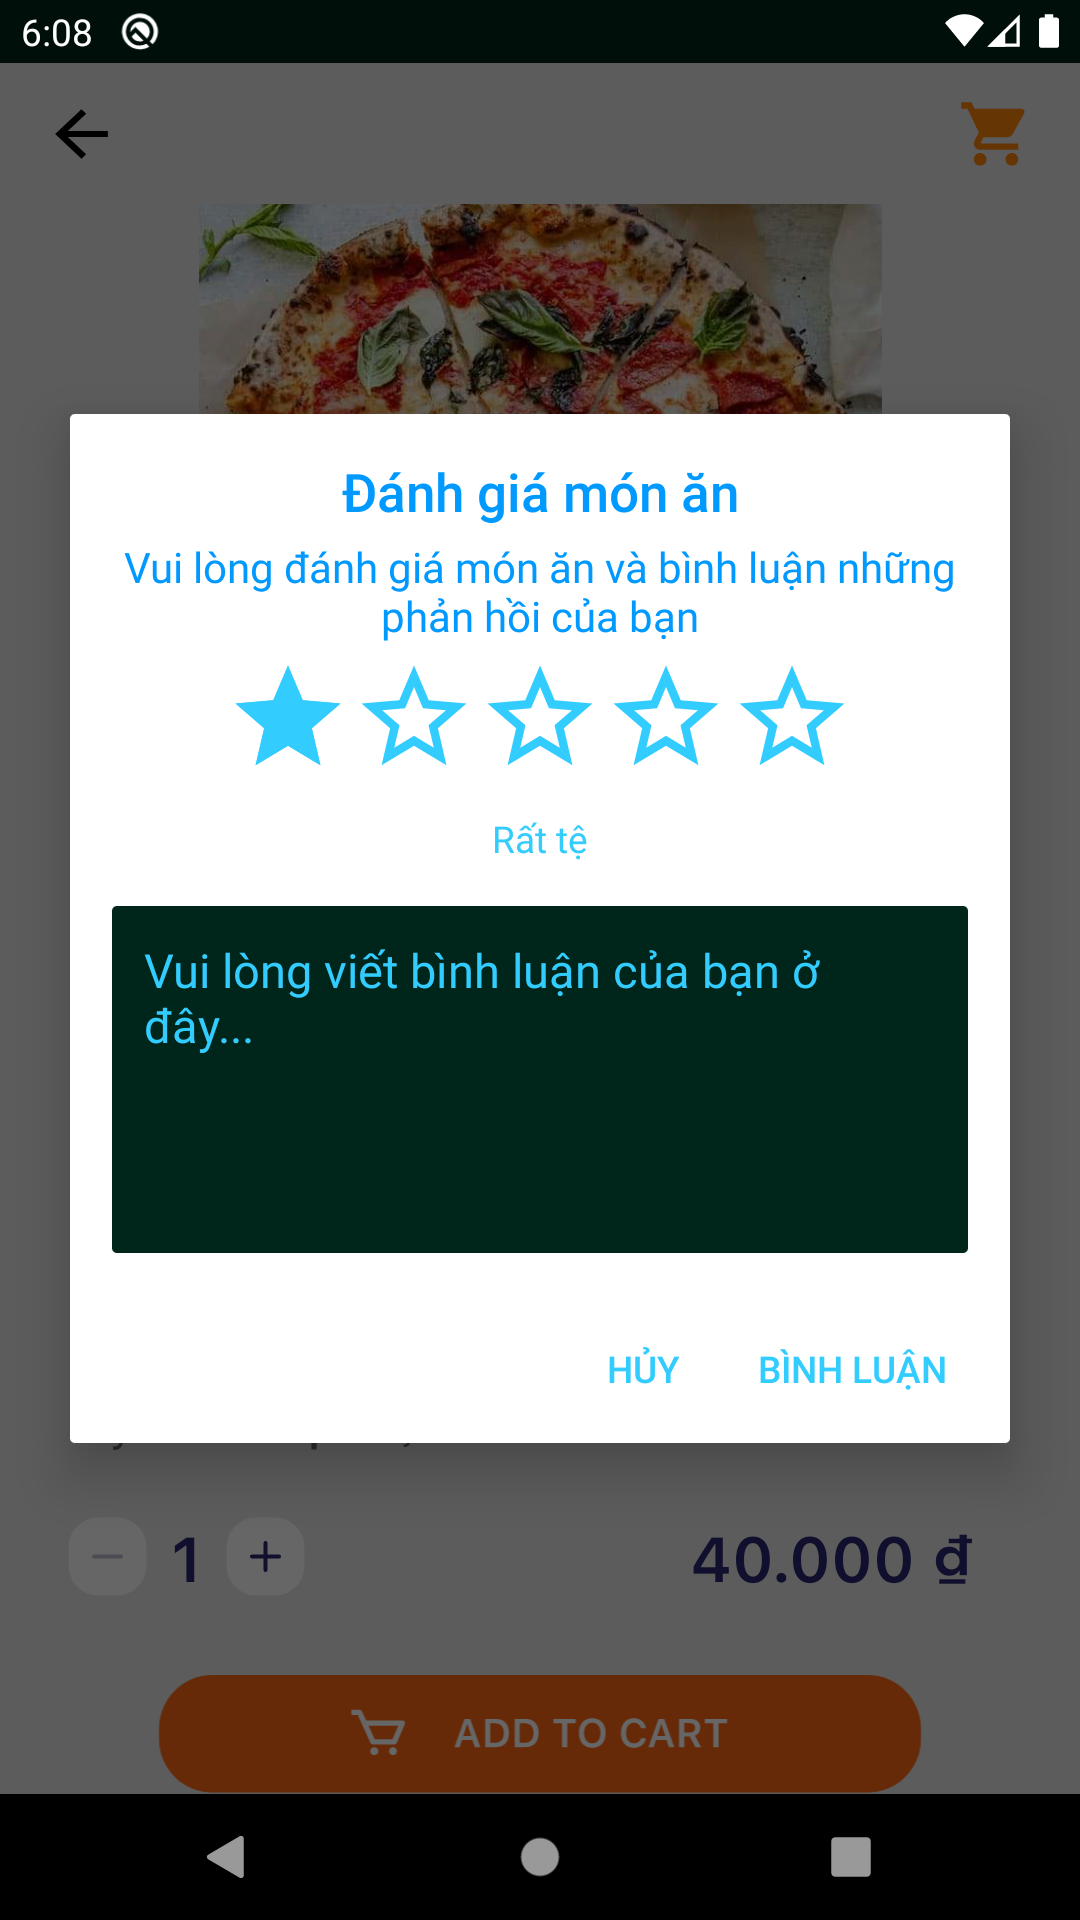 6:08
Đánh giá món ăn
Vui lòng đánh giá món ăn và bình luận những
phản hồi của bạn
Rất tệ
Vui lòng viết bình luận của bạn ở
đây...
HỦY
BÌNH LUẬN
1
40.000 đ
ADD TO CART